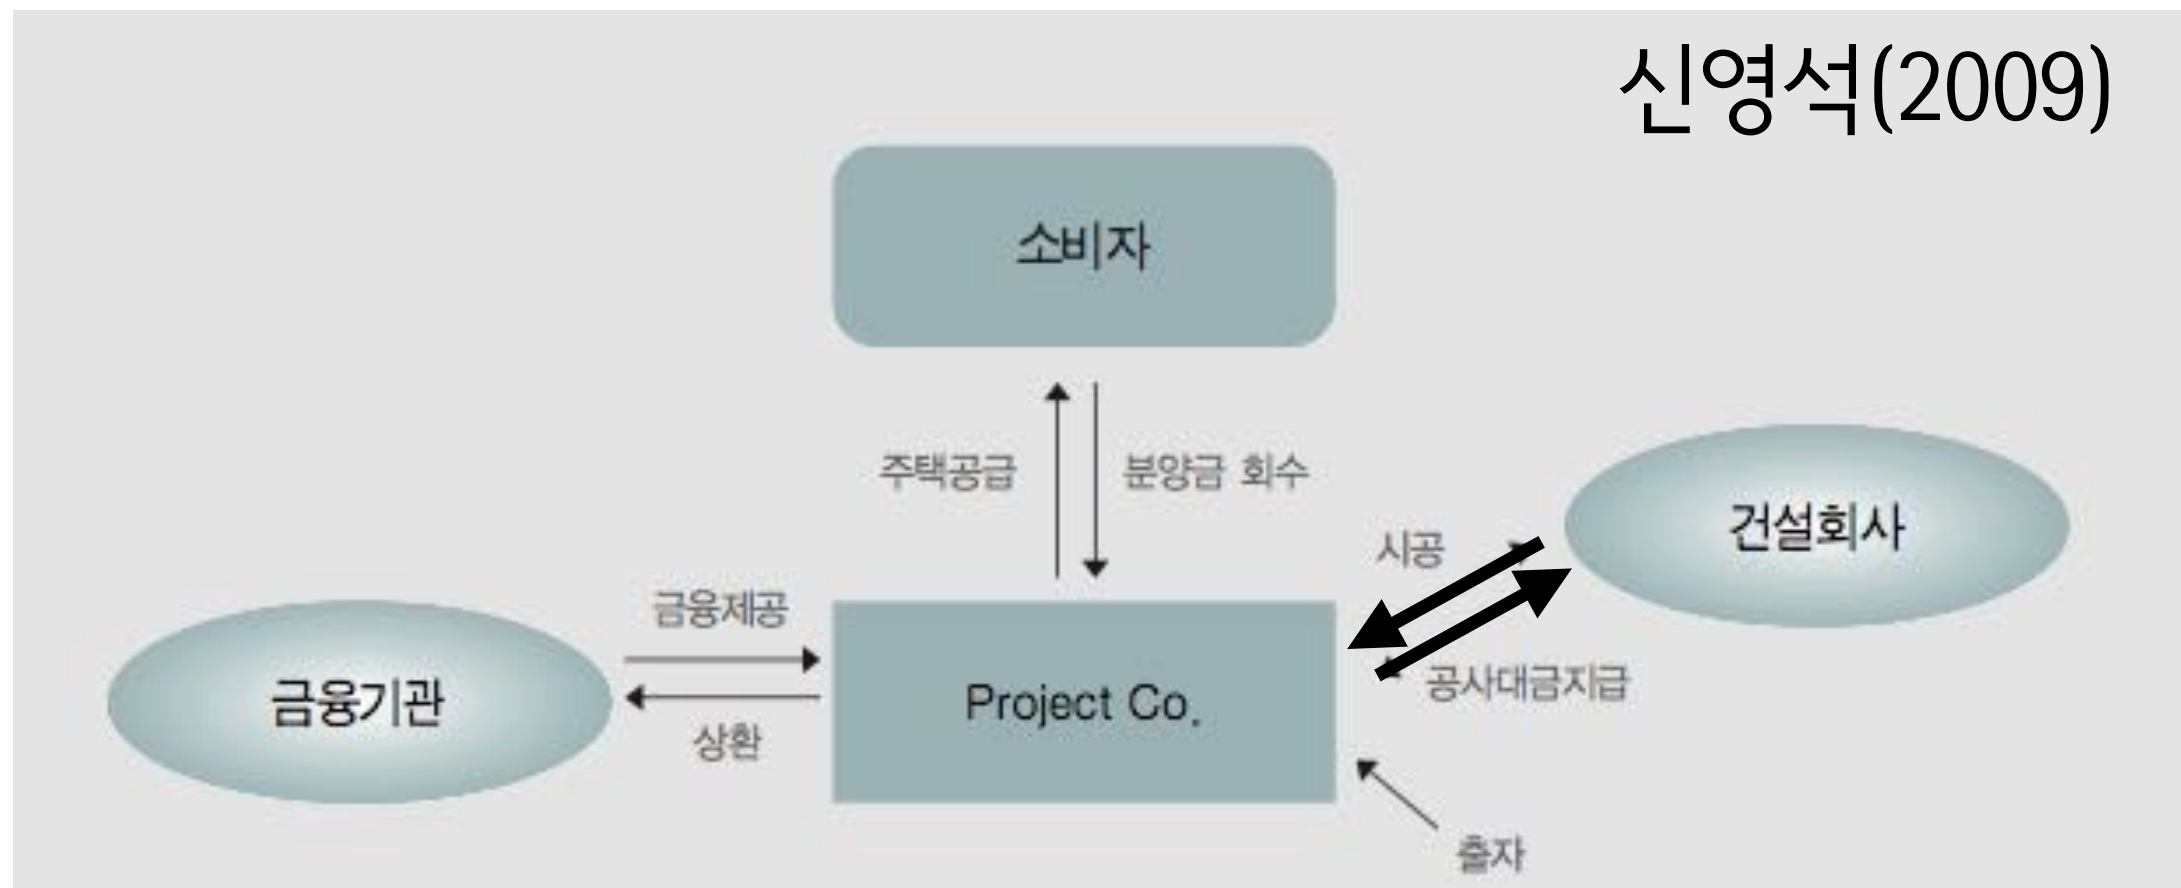 신영석(2009)
소비자
주택공급
분양금 회수
건설회사
시공
금융제공
금융기관
Project Co.
공사대금지급
상환
출자